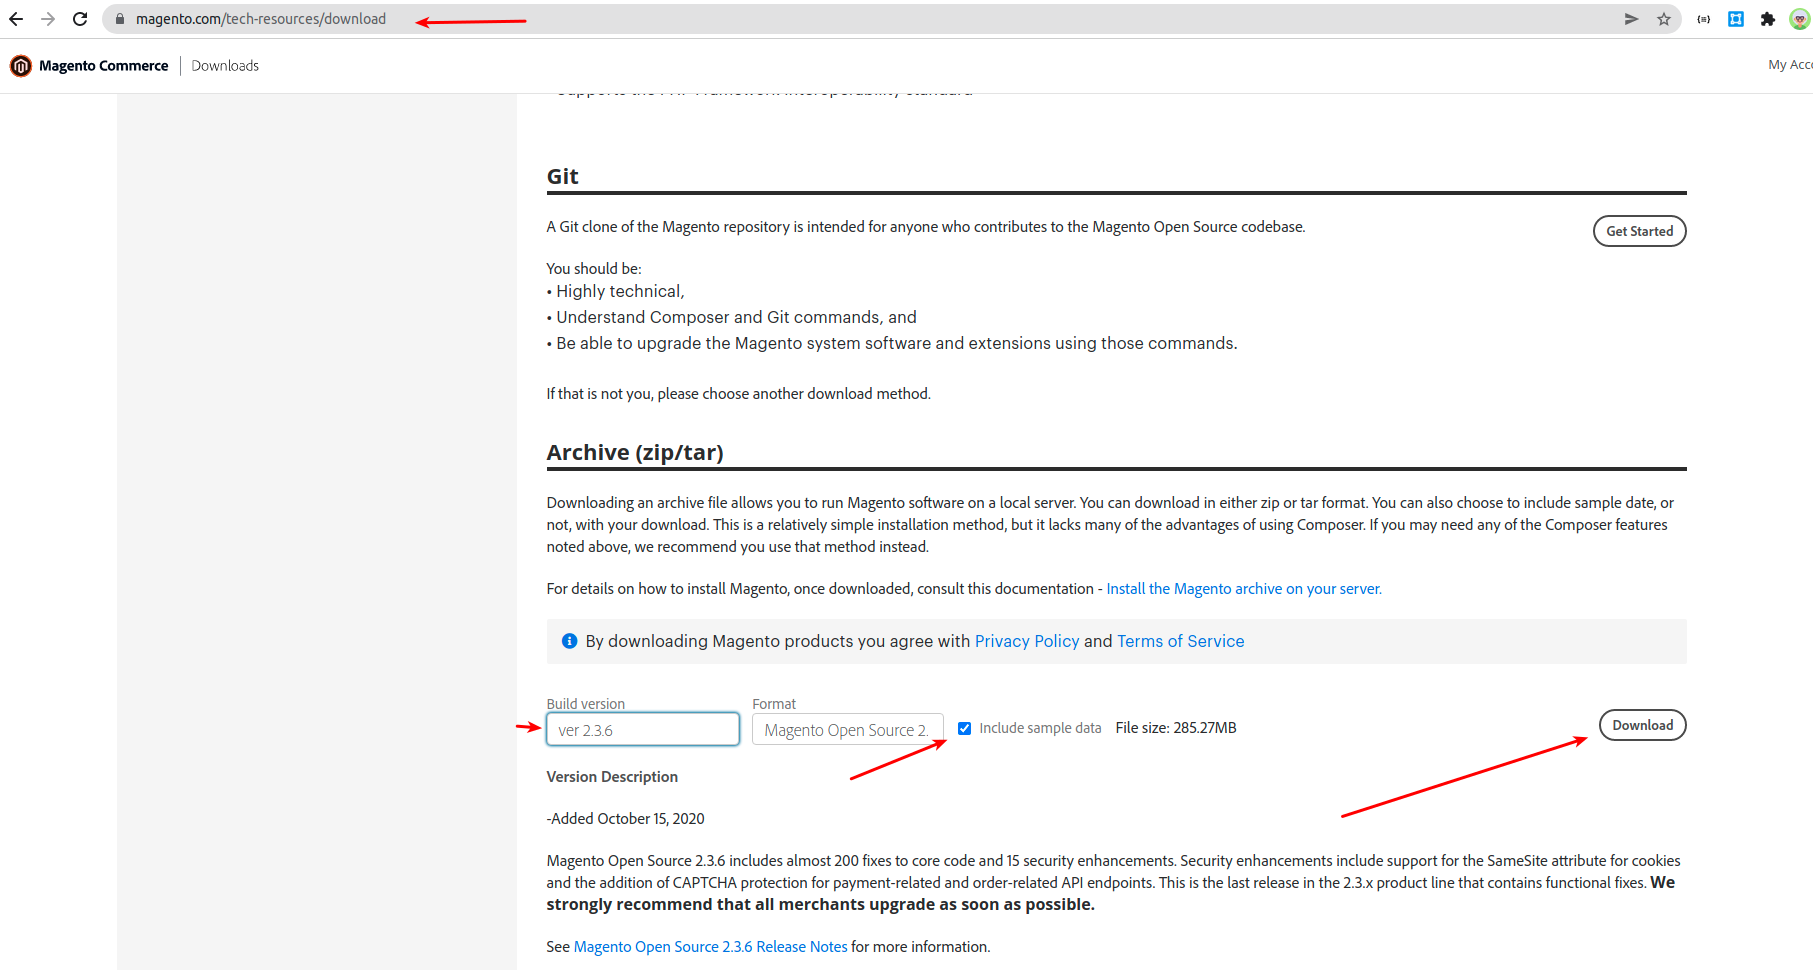 magento.com/tech-resources/download
Magento Commerce
Downloads
My Acco
Git
A Git clone of the Magento repository is intended for anyone who contributes to the Magento Open Source codebase.
Get Started
You should be:
• Highly technical,
• Understand Composer and Git commands, and
• Be able to upgrade the Magento system software and extensions using those commands.
If that is not you, please choose another download method.
Archive (zip/tar)
Downloading an archive file allows you to run Magento software on a local server. You can download in either zip or tar format. You can also choose to include sample date, or
not, with your download. This is a relatively simple installation method, but it lacks many of the advantages of using Composer. If you may need any of the Composer features
noted above, we recommend you use that method instead.
For details on how to install Magento, once downloaded, consult this documentation - Install the Magento archive on your server.
By downloading Magento products you agree with Privacy Policy and Terms of Service
Build version
Format
ver 2.3.6
Magento Open Source 2.
Include sample data
File size: 285.27MB
Download
Version Description
-Added October 15, 2020
Magento Open Source 2.3.6 includes almost 200 fixes to core code and 15 security enhancements. Security enhancements include support for the SameSite attribute for cookies
and the addition of CAPTCHA protection for payment-related and order-related API endpoints. This is the last release in the 2.3.x product line that contains functional fixes. We
strongly recommend that all merchants upgrade as soon as possible.
See Magento Open Source 2.3.6 Release Notes for more information.